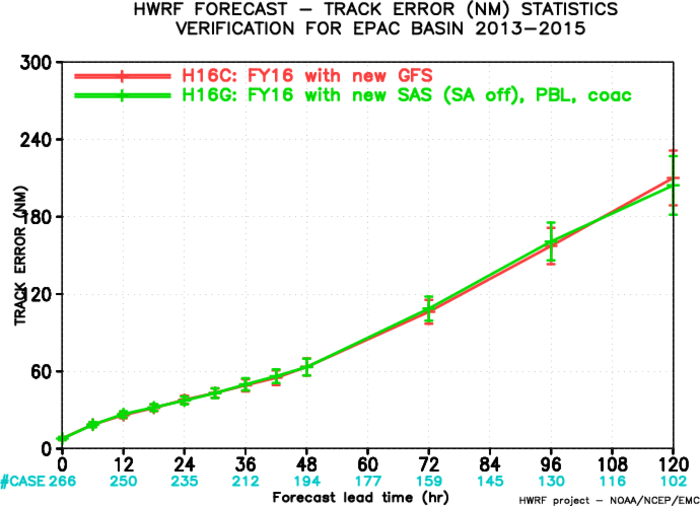 HWRF FORECAST – TRACK ERROR (NM) STATISTICS
VERIFICATION FOR EPAC BASIN 2013–2015
H16C: FY16 with new GFS
H16G: FY16 with new SAS (SA off), PBL, coac
TRACK ERROR (NM)
300
240
180
120
60
0
0 12 24 36 48 60 72 84 96 108 120
#CASE 266 250 235 212 194 177 159 145 130 116 102
Forecast lead time (hr)
HWRF project – NOAA/NCEP/EMC